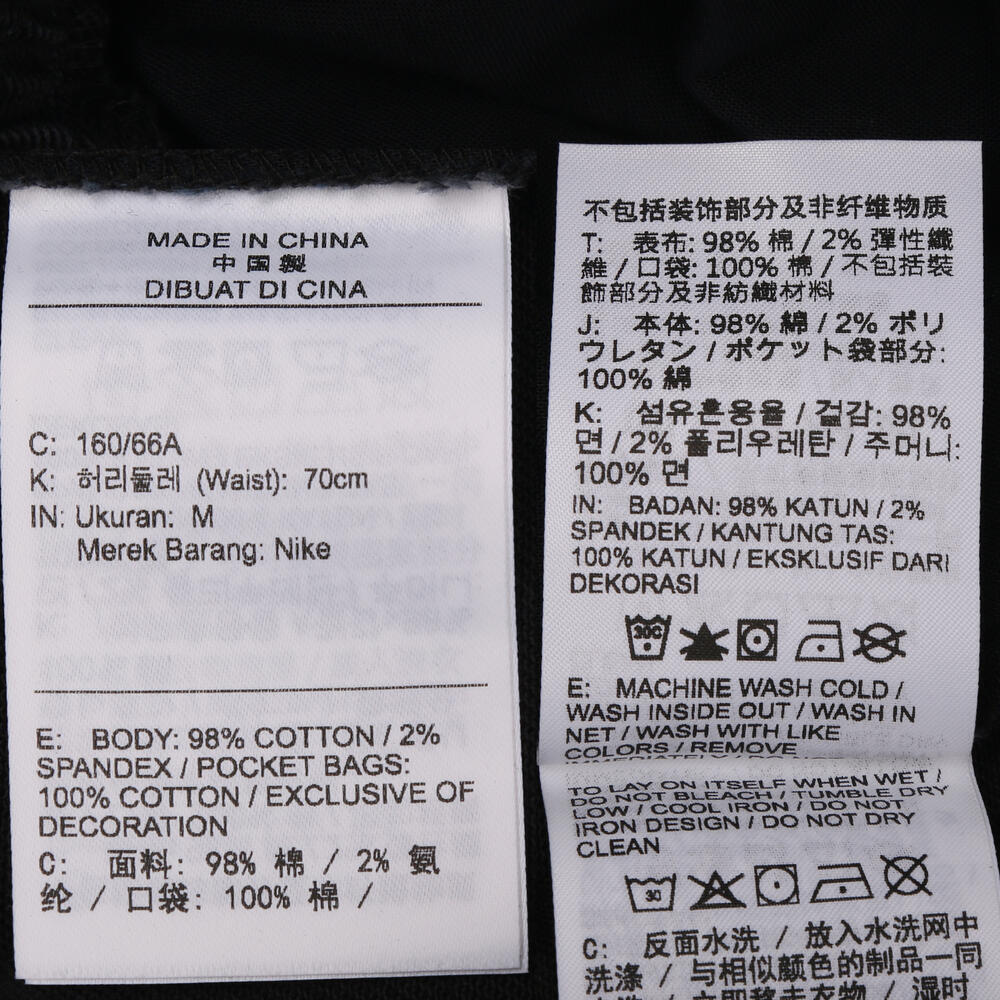 MADE IN CHINA
中国製
DIBUAT DI CINA
C: 160/66A
K: 허리둘레 (Waist): 70cm
IN: Ukuran: M
Merek Barang: Nike
E: BODY: 98% COTTON / 2%
SPANDEX / POCKET BAGS:
100% COTTON / EXCLUSIVE OF
DECORATION
C: 面料: 98% 棉 / 2% 氨
纶 / 口袋: 100% 棉 /
不包括装饰部分及非纤维物质
T: 表布: 98% 棉 / 2% 彈性纖
維 / 口袋: 100% 棉 / 不包括裝
飾部分及非紡織材料
J: 本体: 98% 綿 / 2% ポリ
ウレタン / ポケット袋部分:
100% 綿
K: 섬유혼용율 / 겉감: 98%
면 / 2% 폴리우레탄 / 주머니:
100% 면
IN: BADAN: 98% KATUN / 2%
SPANDEK / KANTUNG TAS:
100% KATUN / EKSKLUSIF DARI
DEKORASI
30C
E: MACHINE WASH COLD /
WASH INSIDE OUT / WASH IN
NET / WASH WITH LIKE
COLORS / REMOVE
TO LAY ON ITSELF WHEN WET /
DO NOT BLEACH / TUMBLE DRY
LOW / COOL IRON / DO NOT
IRON DESIGN / DO NOT DRY
CLEAN
30
C: 反面水洗 / 放入水洗网中
洗涤 / 与相似颜色的制品一同
立即移走衣物 / 湿时